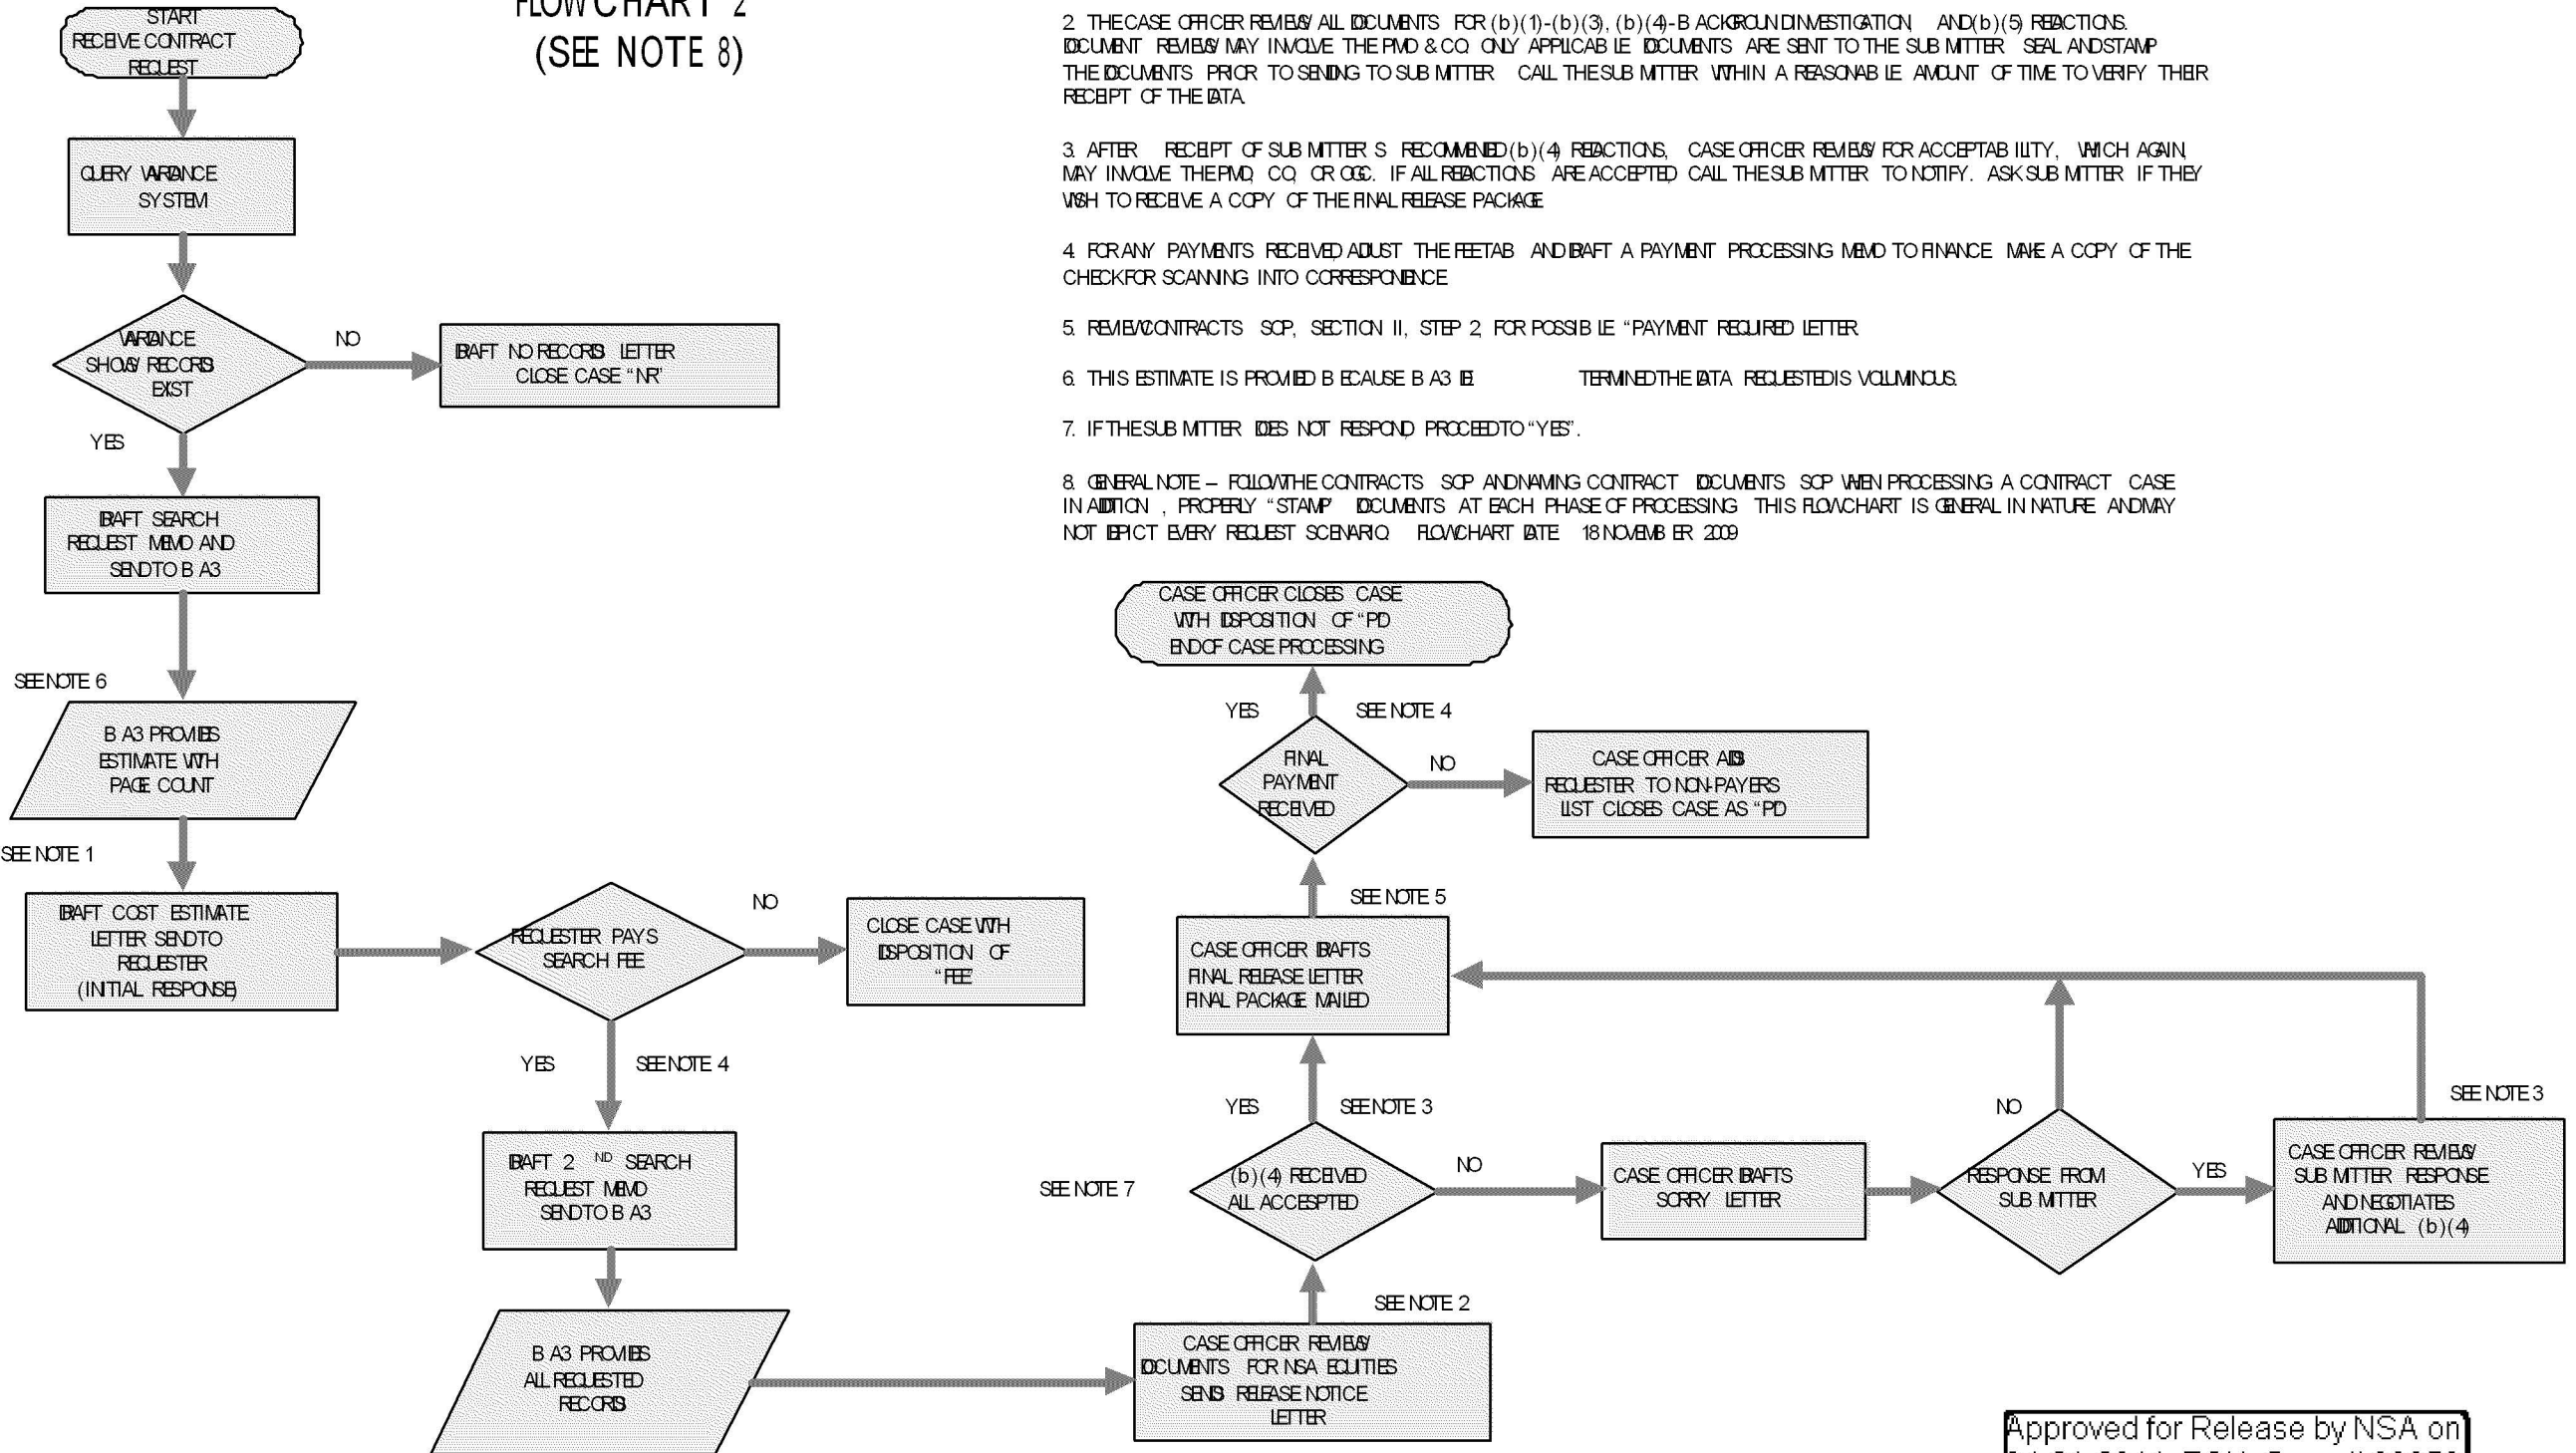 FLOWCHART 2
(SEE NOTE 8)
START
RECEIVE CONTRACT
REQUEST
QUERY VARDANCE
SYSTEM
VARDANCE
SHOWS RECORDS
EXIST
NO
DRAFT NO RECORDS LETTER
CLOSE CASE "NR"
YES
DRAFT SEARCH
REQUEST MEMO AND
SEND TO BA3
SEE NOTE 6
BA3 PROVIDES
ESTIMATE WITH
PAGE COUNT
SEE NOTE 1
DRAFT COST ESTIMATE
LETTER SEND TO
REQUESTER
(INITIAL RESPONSE)
REQUESTER PAYS
SEARCH FEE
NO
CLOSE CASE WITH
DISPOSITION OF
"FEE"
YES
SEE NOTE 4
DRAFT 2ND SEARCH
REQUEST MEMO
SEND TO BA3
BA3 PROVIDES
ALL REQUESTED
RECORDS
2. THE CASE OFFICER REVIEWS ALL DOCUMENTS FOR (b)(1)-(b)(3), (b)(4)-BACKGROUND INVESTIGATION, AND (b)(5) REDACTIONS.
DOCUMENT REVIEWS MAY INVOLVE THE PMO & CO. ONLY APPLICABLE DOCUMENTS ARE SENT TO THE SUBMITTER SEAL AND STAMP
THE DOCUMENTS PRIOR TO SENDING TO SUBMITTER CALL THE SUBMITTER WITHIN A REASONABLE AMOUNT OF TIME TO VERIFY THEIR
RECEIPT OF THE DATA.
3. AFTER RECEIPT OF SUBMITTER S RECOMMENDED (b)(4) REDACTIONS, CASE OFFICER REVIEWS FOR ACCEPTABILITY, WHICH AGAIN,
MAY INVOLVE THE PMO, CO, OR OGC. IF ALL REDACTIONS ARE ACCEPTED, CALL THE SUBMITTER TO NOTIFY. ASK SUBMITTER IF THEY
WISH TO RECEIVE A COPY OF THE FINAL RELEASE PACKAGE
4. FOR ANY PAYMENTS RECEIVED, ADJUST THE FEE TAB AND DRAFT A PAYMENT PROCESSING MEMO TO FINANCE MAKE A COPY OF THE
CHECK FOR SCANNING INTO CORRESPONDENCE
5. REVIEW CONTRACTS SOP, SECTION II, STEP 2, FOR POSSIBLE "PAYMENT REQUIRED" LETTER
6. THIS ESTIMATE IS PROVIDED BECAUSE BA3 DE TERMINED THE DATA REQUESTED IS VOLUMINOUS.
7. IF THE SUBMITTER DOES NOT RESPOND, PROCEED TO "YES".
8. GENERAL NOTE – FOLLOW THE CONTRACTS SOP AND NAMING CONTRACT DOCUMENTS SOP WHEN PROCESSING A CONTRACT CASE
IN ADDITION , PROPERLY "STAMP" DOCUMENTS AT EACH PHASE OF PROCESSING THIS FLOWCHART IS GENERAL IN NATURE AND MAY
NOT DEPICT EVERY REQUEST SCENARIO. FLOWCHART DATE 18 NOVEMBER 2009
CASE OFFICER CLOSES CASE
WITH DISPOSITION OF "PD"
END OF CASE PROCESSING
YES
SEE NOTE 4
FINAL
PAYMENT
RECEIVED
NO
CASE OFFICER ADDS
REQUESTER TO NON-PAYERS
LIST CLOSES CASE AS "PD"
SEE NOTE 5
CASE OFFICER DRAFTS
FINAL RELEASE LETTER
FINAL PACKAGE MAILED
YES
SEE NOTE 3
SEE NOTE 7
(b)(4) RECEIVED
ALL ACCESPTED
NO
CASE OFFICER DRAFTS
SORRY LETTER
NO
RESPONSE FROM
SUBMITTER
YES
SEE NOTE 3
CASE OFFICER REVIEWS
SUBMITTER RESPONSE
AND NEGOTIATES
ADDITIONAL (b)(4)
SEE NOTE 2
CASE OFFICER REVIEWS
DOCUMENTS FOR NSA EQUITIES
SENDS RELEASE NOTICE
LETTER
Approved for Release by NSA on